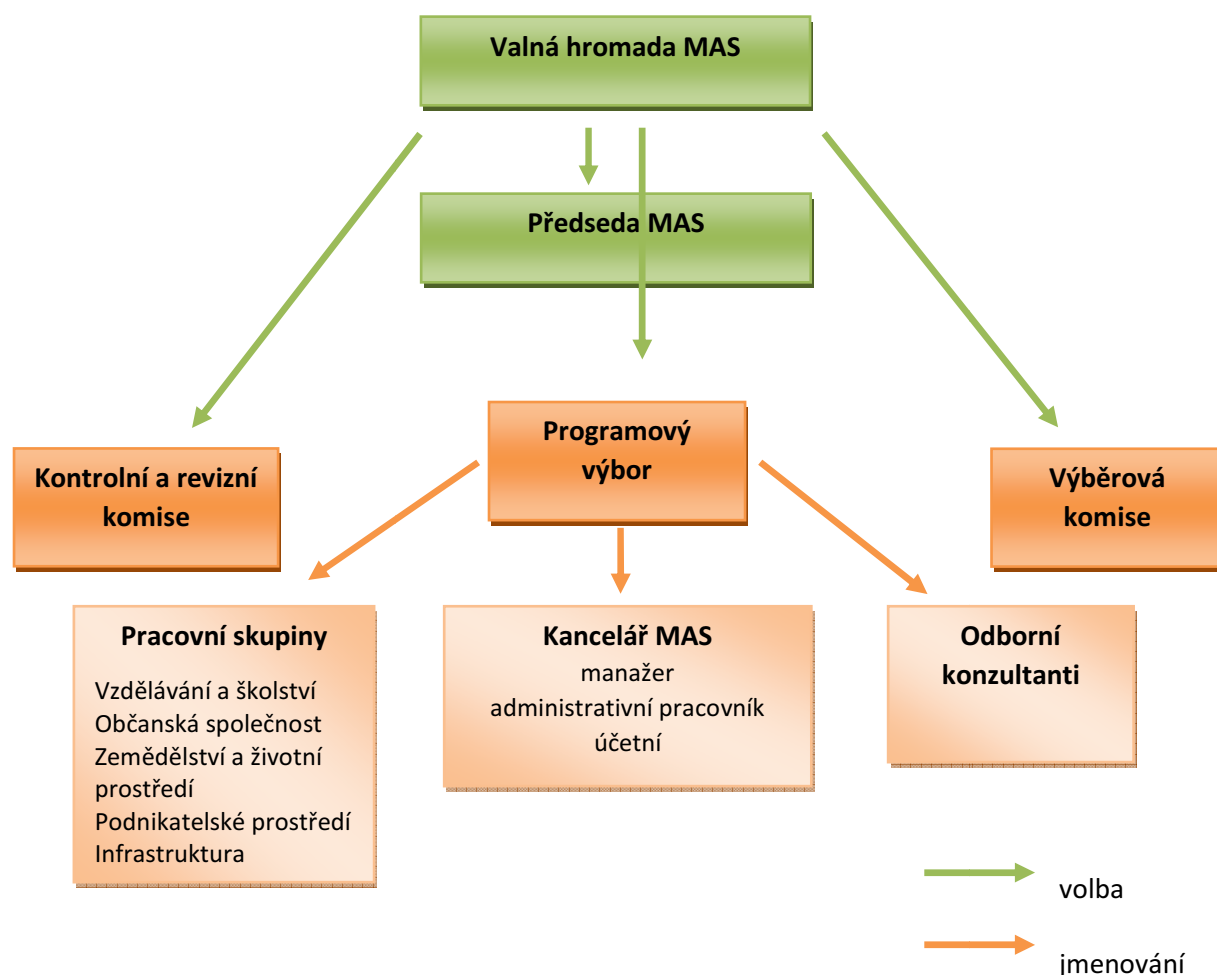 Valná hromada MAS
Předseda MAS
Programový
výbor
Kontrolní a revizní
komise
Výběrová
komise
Pracovní skupiny
Vzdělávání a školství
Občanská společnost
Zemědělství a životní
prostředí
Podnikatelské prostředí
Infrastruktura
Kancelář MAS
manažer
administrativní pracovník
účetní
Odborní
konzultanti
volba
jmenování